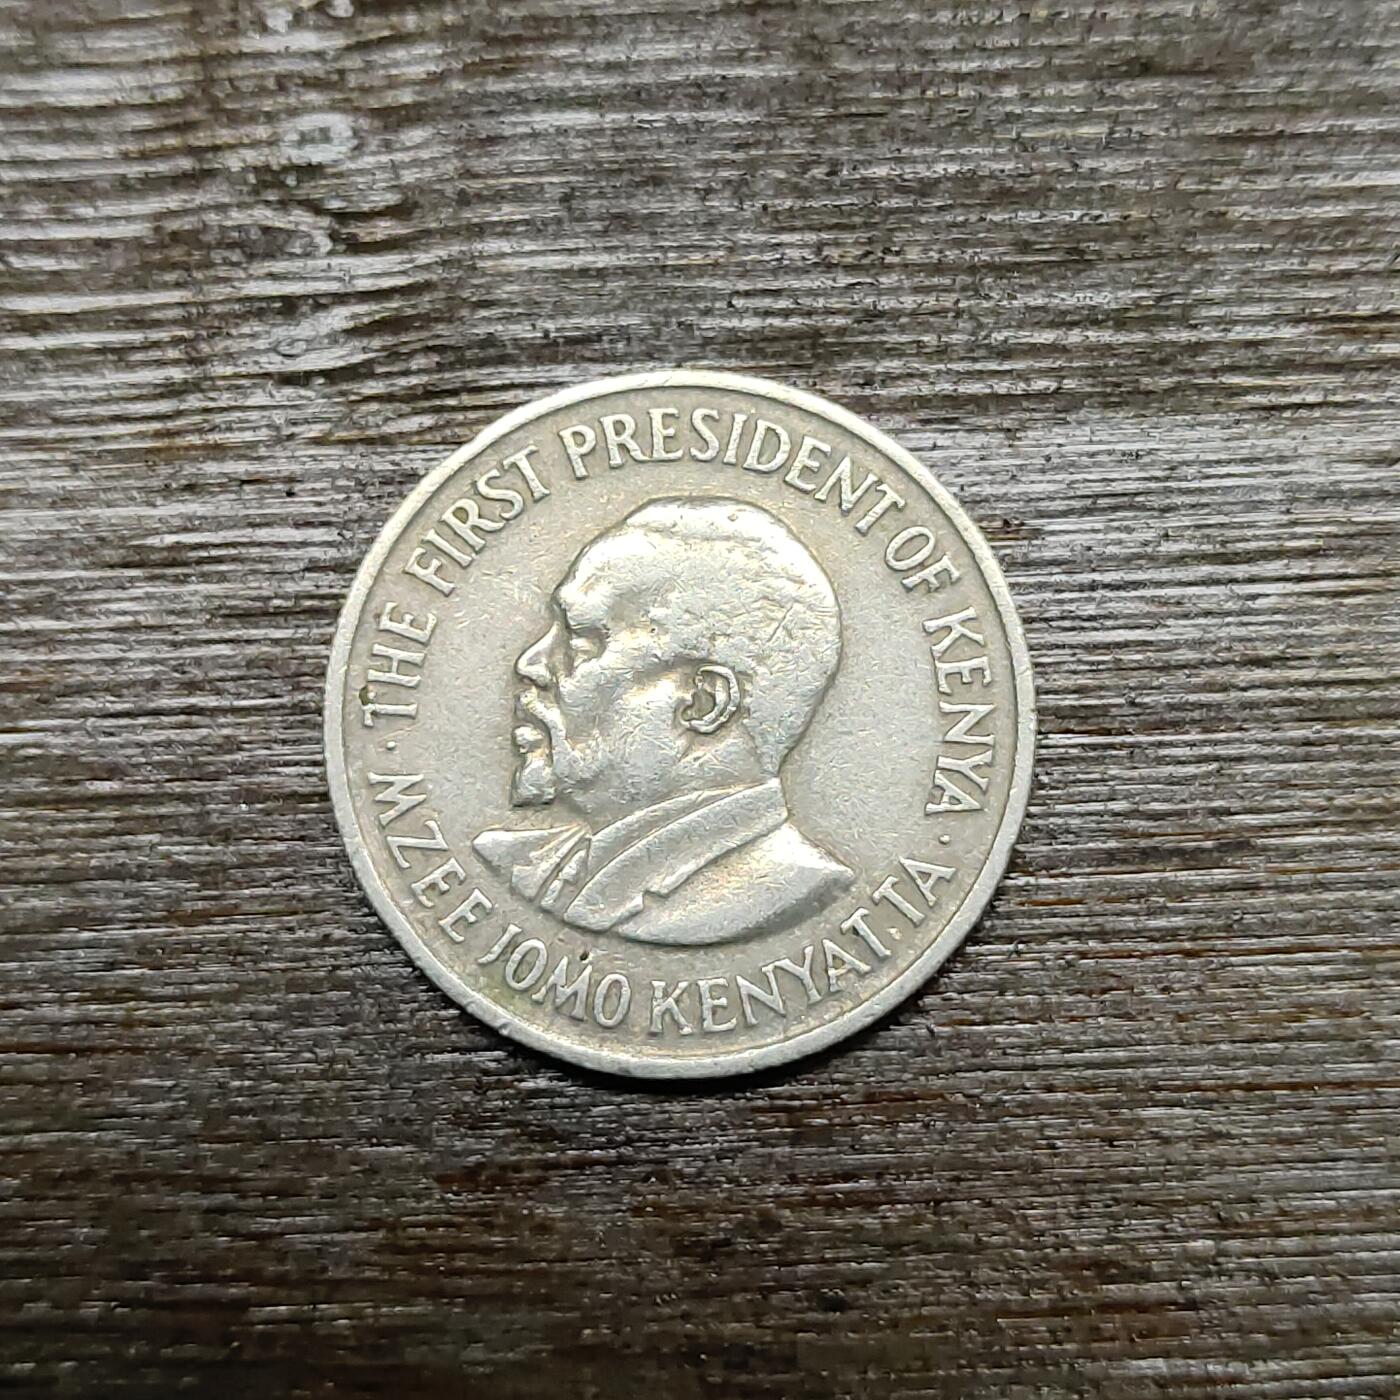 · THE FIRST PRESIDENT OF KENYA ·
MZEE JOMO KENYATTA